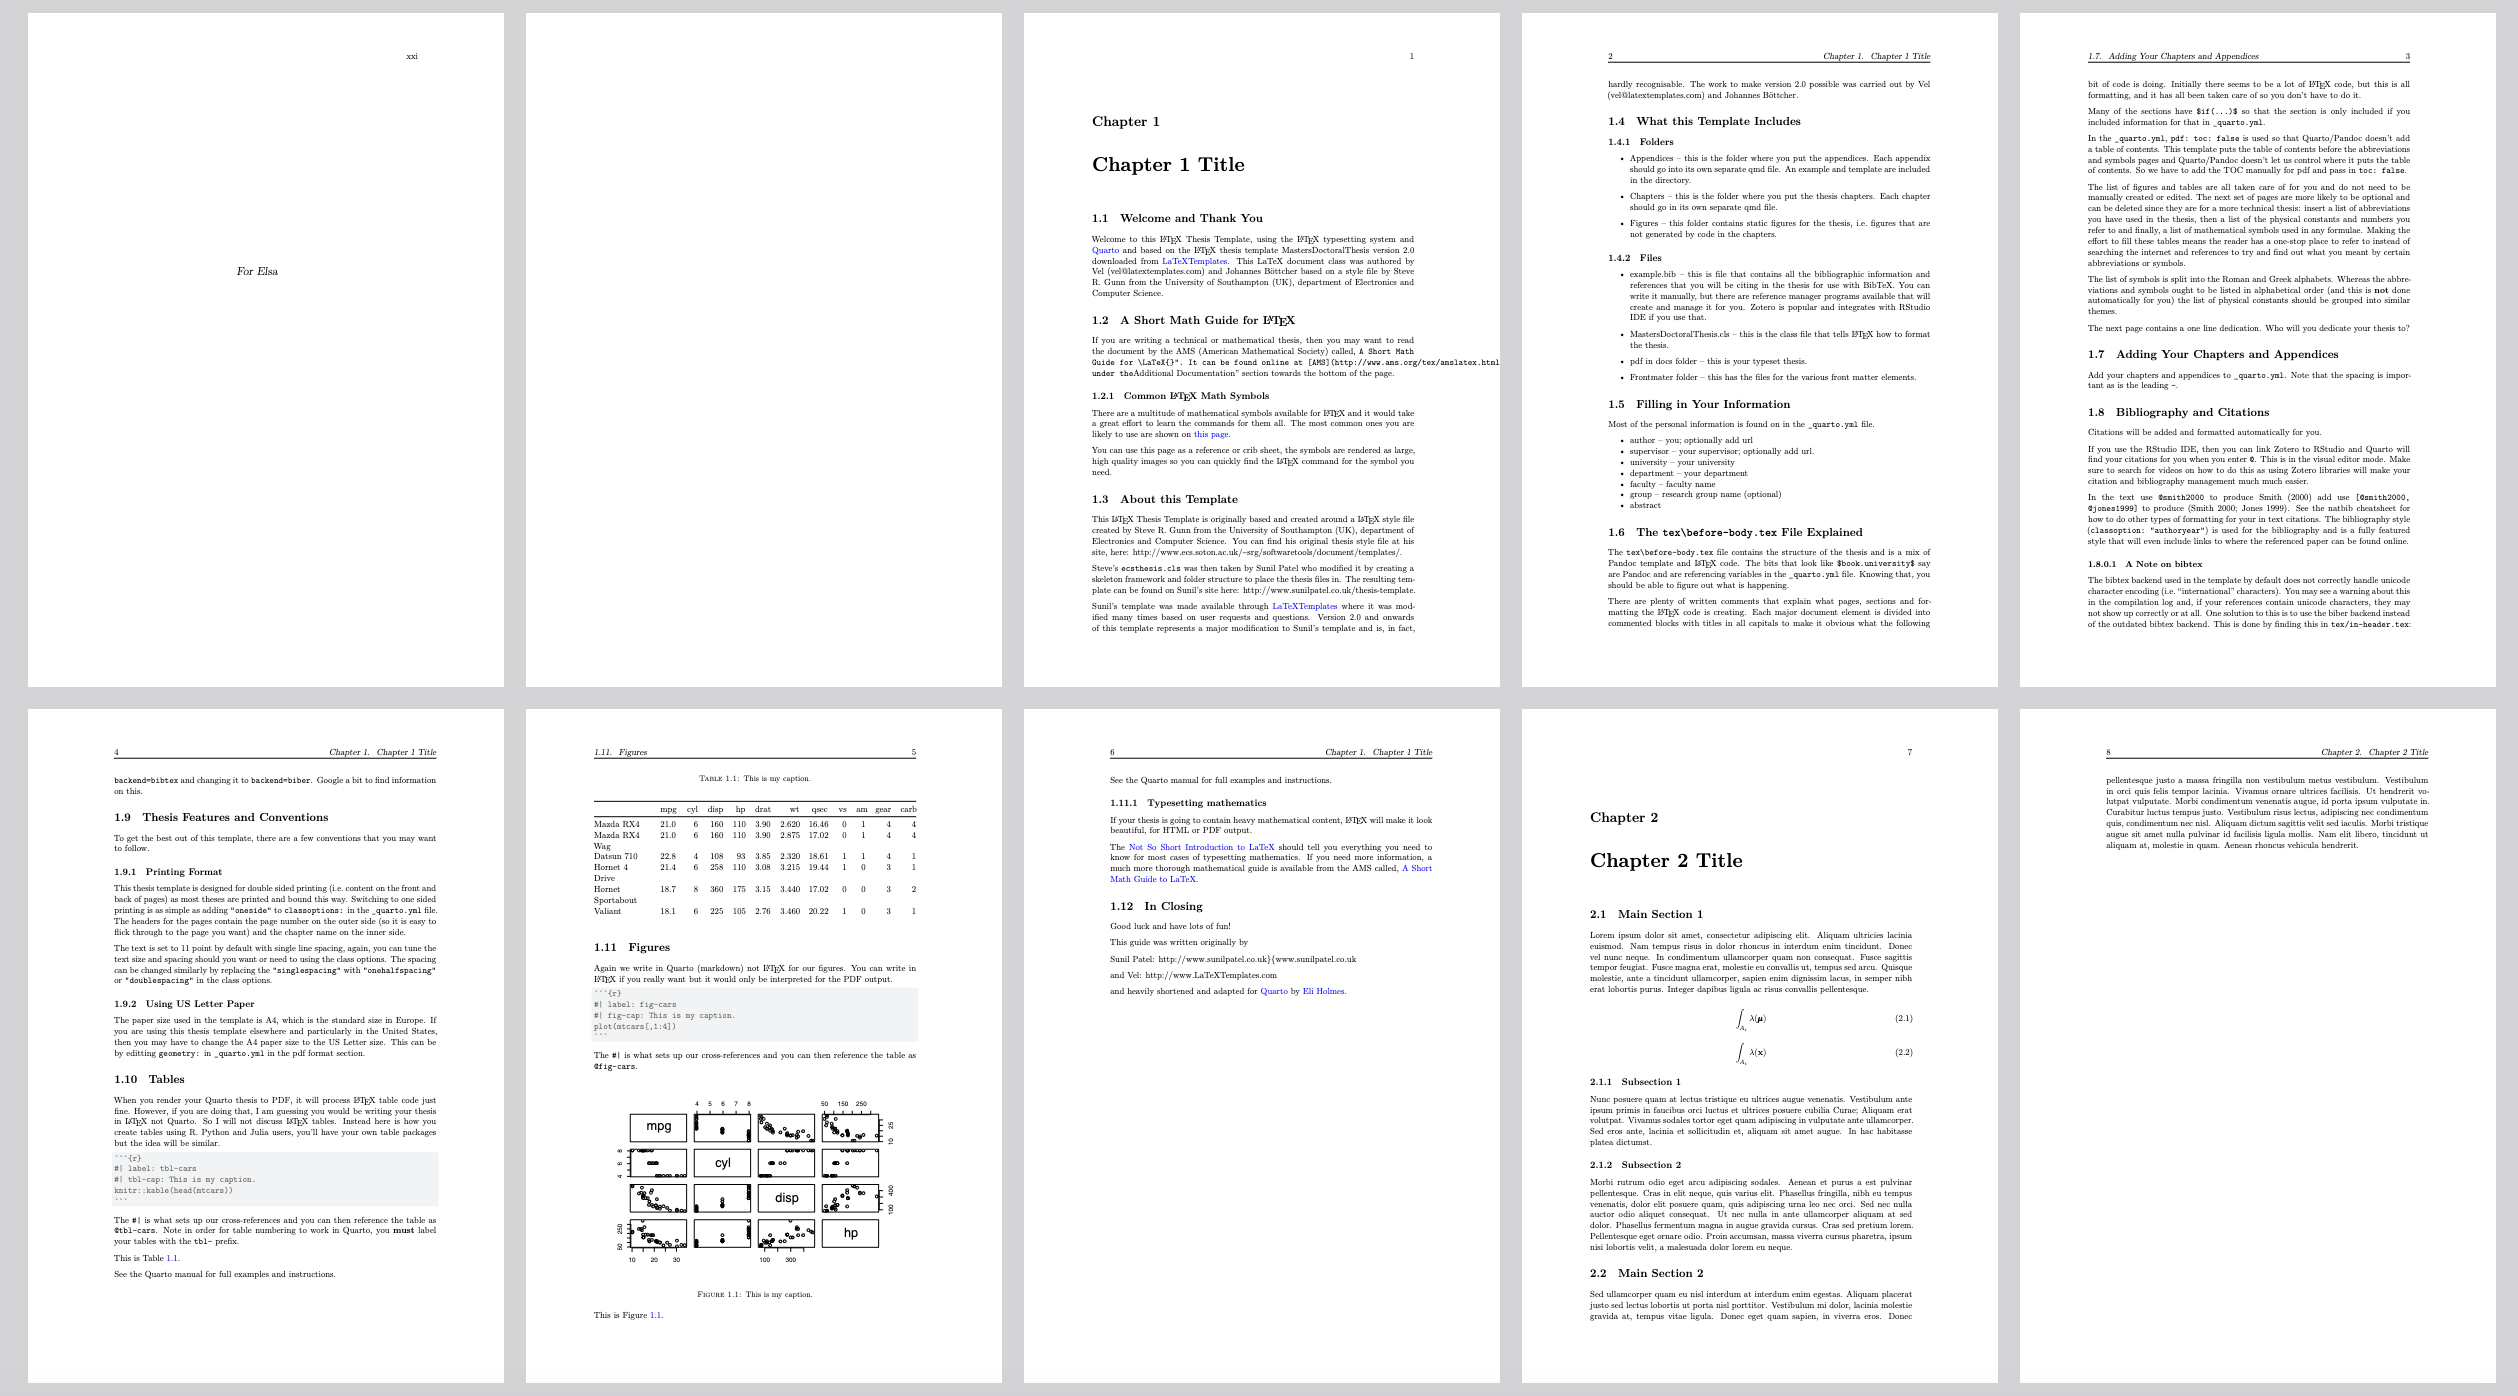 xxi
For Elsa
1
Chapter 1
Chapter 1 Title
1.1 Welcome and Thank You
Welcome to this LATEX Thesis Template, using the LATEX typesetting system and
Quarto and based on the LATEX thesis template MastersDoctoralThesis version 2.0
downloaded from LaTeXTemplates. This LaTeX document class was authored by
Vel (vel@latextemplates.com) and Johannes Böttcher based on a style file by Steve
R. Gunn from the University of Southampton (UK), department of Electronics and
Computer Science.
1.2 A Short Math Guide for LATEX
If you are writing a technical or mathematical thesis, then you may want to read
the document by the AMS (American Mathematical Society) called, A Short Math
Guide for \LaTeX{}". It can be found online at [AMS](http://www.ams.org/tex/amslatex.html
under theAdditional Documentation” section towards the bottom of the page.
1.2.1 Common LATEX Math Symbols
There are a multitude of mathematical symbols available for LATEX and it would take
a great effort to learn the commands for them all. The most common ones you are
likely to use are shown on this page.
You can use this page as a reference or crib sheet, the symbols are rendered as large,
high quality images so you can quickly find the LATEX command for the symbol you
need.
1.3 About this Template
This LATEX Thesis Template is originally based and created around a LATEX style file
created by Steve R. Gunn from the University of Southampton (UK), department of
Electronics and Computer Science. You can find his original thesis style file at his
site, here: http://www.ecs.soton.ac.uk/~srg/softwaretools/document/templates/.
Steve’s ecsthesis.cls was then taken by Sunil Patel who modified it by creating a
skeleton framework and folder structure to place the thesis files in. The resulting tem-
plate can be found on Sunil’s site here: http://www.sunilpatel.co.uk/thesis-template.
Sunil’s template was made available through LaTeXTemplates where it was mod-
ified many times based on user requests and questions. Version 2.0 and onwards
of this template represents a major modification to Sunil’s template and is, in fact,
2 Chapter 1. Chapter 1 Title
hardly recognisable. The work to make version 2.0 possible was carried out by Vel
(vel@latextemplates.com) and Johannes Böttcher.
1.4 What this Template Includes
1.4.1 Folders
• Appendices – this is the folder where you put the appendices. Each appendix
should go into its own separate qmd file. An example and template are included
in the directory.
• Chapters – this is the folder where you put the thesis chapters. Each chapter
should go in its own separate qmd file.
• Figures – this folder contains static figures for the thesis, i.e. figures that are
not generated by code in the chapters.
1.4.2 Files
• example.bib – this is file that contains all the bibliographic information and
references that you will be citing in the thesis for use with BibTeX. You can
write it manually, but there are reference manager programs available that will
create and manage it for you. Zotero is popular and integrates with RStudio
IDE if you use that.
• MastersDoctoralThesis.cls – this is the class file that tells LATEX how to format
the thesis.
• pdf in docs folder – this is your typeset thesis.
• Frontmater folder – this has the files for the various front matter elements.
1.5 Filling in Your Information
Most of the personal information is found on in the _quarto.yml file.
• author – you; optionally add url
• supervisor – your supervisor; optionally add url.
• university – your university
• department – your department
• faculty – faculty name
• group – research group name (optional)
• abstract
1.6 The tex\before-body.tex File Explained
The tex\before-body.tex file contains the structure of the thesis and is a mix of
Pandoc template and LATEX code. The bits that look like $book.university$ say
are Pandoc and are referencing variables in the _quarto.yml file. Knowing that, you
should be able to figure out what is happening.
There are plenty of written comments that explain what pages, sections and for-
matting the LATEX code is creating. Each major document element is divided into
commented blocks with titles in all capitals to make it obvious what the following
1.7. Adding Your Chapters and Appendices 3
bit of code is doing. Initially there seems to be a lot of LATEX code, but this is all
formatting, and it has all been taken care of so you don’t have to do it.
Many of the sections have $if(...)$ so that the section is only included if you
included information for that in _quarto.yml.
In the _quarto.yml, pdf: toc: false is used so that Quarto/Pandoc doesn’t add
a table of contents. This template puts the table of contents before the abbreviations
and symbols pages and Quarto/Pandoc doesn’t let us control where it puts the table
of contents. So we have to add the TOC manually for pdf and pass in toc: false.
The list of figures and tables are all taken care of for you and do not need to be
manually created or edited. The next set of pages are more likely to be optional and
can be deleted since they are for a more technical thesis: insert a list of abbreviations
you have used in the thesis, then a list of the physical constants and numbers you
refer to and finally, a list of mathematical symbols used in any formulae. Making the
effort to fill these tables means the reader has a one-stop place to refer to instead of
searching the internet and references to try and find out what you meant by certain
abbreviations or symbols.
The list of symbols is split into the Roman and Greek alphabets. Whereas the abbre-
viations and symbols ought to be listed in alphabetical order (and this is not done
automatically for you) the list of physical constants should be grouped into similar
themes.
The next page contains a one line dedication. Who will you dedicate your thesis to?
1.7 Adding Your Chapters and Appendices
Add your chapters and appendices to _quarto.yml. Note that the spacing is impor-
tant as is the leading -.
1.8 Bibliography and Citations
Citations will be added and formatted automatically for you.
If you use the RStudio IDE, then you can link Zotero to RStudio and Quarto will
find your citations for you when you enter @. This is in the visual editor mode. Make
sure to search for videos on how to do this as using Zotero libraries will make your
citation and bibliography management much much easier.
In the text use @smith2000 to produce Smith (2000) add use [@smith2000,
@jones1999] to produce (Smith 2000; Jones 1999). See the natbib cheatsheet for
how to do other types of formatting for your in text citations. The bibliography style
(classoption: "authoryear") is used for the bibliography and is a fully featured
style that will even include links to where the referenced paper can be found online.
1.8.0.1 A Note on bibtex
The bibtex backend used in the template by default does not correctly handle unicode
character encoding (i.e. “international” characters). You may see a warning about this
in the compilation log and, if your references contain unicode characters, they may
not show up correctly or at all. One solution to this is to use the biber backend instead
of the outdated bibtex backend. This is done by finding this in tex/in-header.tex:
4 Chapter 1. Chapter 1 Title
backend=bibtex and changing it to backend=biber. Google a bit to find information
on this.
1.9 Thesis Features and Conventions
To get the best out of this template, there are a few conventions that you may want
to follow.
1.9.1 Printing Format
This thesis template is designed for double sided printing (i.e. content on the front and
back of pages) as most theses are printed and bound this way. Switching to one sided
printing is as simple as adding "oneside" to classoptions: in the _quarto.yml file.
The headers for the pages contain the page number on the outer side (so it is easy to
flick through to the page you want) and the chapter name on the inner side.
The text is set to 11 point by default with single line spacing, again, you can tune the
text size and spacing should you want or need to using the class options. The spacing
can be changed similarly by replacing the "singlespacing" with "onehalfspacing"
or "doublespacing" in the class options.
1.9.2 Using US Letter Paper
The paper size used in the template is A4, which is the standard size in Europe. If
you are using this thesis template elsewhere and particularly in the United States,
then you may have to change the A4 paper size to the US Letter size. This can be
by editting geometry: in _quarto.yml in the pdf format section.
1.10 Tables
When you render your Quarto thesis to PDF, it will process LATEX table code just
fine. However, if you are doing that, I am guessing you would be writing your thesis
in LATEX not Quarto. So I will not discuss LATEX tables. Instead here is how you
create tables using R. Python and Julia users, you’ll have your own table packages
but the idea will be similar.
```{r}
#| label: tbl-cars
#| tbl-cap: This is my caption.
knitr::kable(head(mtcars))
```
The #| is what sets up our cross-references and you can then reference the table as
@tbl-cars. Note in order for table numbering to work in Quarto, you must label
your tables with the tbl- prefix.
This is Table 1.1.
See the Quarto manual for full examples and instructions.
1.11. Figures 5
TABLE 1.1: This is my caption.
mpg cyl disp hp drat wt qsec vs am gear carb
Mazda RX4 21.0 6 160 110 3.90 2.620 16.46 0 1 4 4
Mazda RX4 21.0 6 160 110 3.90 2.875 17.02 0 1 4 4
Wag
Datsun 710 22.8 4 108 93 3.85 2.320 18.61 1 1 4 1
Hornet 4 21.4 6 258 110 3.08 3.215 19.44 1 0 3 1
Drive
Hornet 18.7 8 360 175 3.15 3.440 17.02 0 0 3 2
Sportabout
Valiant 18.1 6 225 105 2.76 3.460 20.22 1 0 3 1
1.11 Figures
Again we write in Quarto (markdown) not LATEX for our figures. You can write in
LATEX if you really want but it would only be interpreted for the PDF output.
```{r}
#| label: fig-cars
#| fig-cap: This is my caption.
plot(mtcars[,1:4])
```
The #| is what sets up our cross-references and you can then reference the table as
@fig-cars.
4 5 6 7 8 50 150 250
mpg
10 25
4 6 8
cyl
disp
100 400
50 250
hp
10 20 30 100 300
FIGURE 1.1: This is my caption.
This is Figure 1.1.
6 Chapter 1. Chapter 1 Title
See the Quarto manual for full examples and instructions.
1.11.1 Typesetting mathematics
If your thesis is going to contain heavy mathematical content, LATEX will make it look
beautiful, for HTML or PDF output.
The Not So Short Introduction to LaTeX should tell you everything you need to
know for most cases of typesetting mathematics. If you need more information, a
much more thorough mathematical guide is available from the AMS called, A Short
Math Guide to LaTeX.
1.12 In Closing
Good luck and have lots of fun!
This guide was written originally by
Sunil Patel: http://www.sunilpatel.co.uk}{www.sunilpatel.co.uk
and Vel: http://www.LaTeXTemplates.com
and heavily shortened and adapted for Quarto by Eli Holmes.
7
Chapter 2
Chapter 2 Title
2.1 Main Section 1
Lorem ipsum dolor sit amet, consectetur adipiscing elit. Aliquam ultricies lacinia
euismod. Nam tempus risus in dolor rhoncus in interdum enim tincidunt. Donec
vel nunc neque. In condimentum ullamcorper quam non consequat. Fusce sagittis
tempor feugiat. Fusce magna erat, molestie eu convallis ut, tempus sed arcu. Quisque
molestie, ante a tincidunt ullamcorper, sapien enim dignissim lacus, in semper nibh
erat lobortis purus. Integer dapibus ligula ac risus convallis pellentesque.
∫Ai λ(μ) (2.1)
∫Ai λ(x) (2.2)
2.1.1 Subsection 1
Nunc posuere quam at lectus tristique eu ultrices augue venenatis. Vestibulum ante
ipsum primis in faucibus orci luctus et ultrices posuere cubilia Curae; Aliquam erat
volutpat. Vivamus sodales tortor eget quam adipiscing in vulputate ante ullamcorper.
Sed eros ante, lacinia et sollicitudin et, aliquam sit amet augue. In hac habitasse
platea dictumst.
2.1.2 Subsection 2
Morbi rutrum odio eget arcu adipiscing sodales. Aenean et purus a est pulvinar
pellentesque. Cras in elit neque, quis varius elit. Phasellus fringilla, nibh eu tempus
venenatis, dolor elit posuere quam, quis adipiscing urna leo nec orci. Sed nec nulla
auctor odio aliquet consequat. Ut nec nulla in ante ullamcorper aliquam at sed
dolor. Phasellus fermentum magna in augue gravida cursus. Cras sed pretium lorem.
Pellentesque eget ornare odio. Proin accumsan, massa viverra cursus pharetra, ipsum
nisi lobortis velit, a malesuada dolor lorem eu neque.
2.2 Main Section 2
Sed ullamcorper quam eu nisl interdum at interdum enim egestas. Aliquam placerat
justo sed lectus lobortis ut porta nisl porttitor. Vestibulum mi dolor, lacinia molestie
gravida at, tempus vitae ligula. Donec eget quam sapien, in viverra eros. Donec
8 Chapter 2. Chapter 2 Title
pellentesque justo a massa fringilla non vestibulum metus vestibulum. Vestibulum
in orci quis felis tempor lacinia. Vivamus ornare ultrices facilisis. Ut hendrerit vo-
lutpat vulputate. Morbi condimentum venenatis augue, id porta ipsum vulputate in.
Curabitur luctus tempus justo. Vestibulum risus lectus, adipiscing nec condimentum
quis, condimentum nec nisl. Aliquam dictum sagittis velit sed iaculis. Morbi tristique
augue sit amet nulla pulvinar id facilisis ligula mollis. Nam elit libero, tincidunt ut
aliquam at, molestie in quam. Aenean rhoncus vehicula hendrerit.